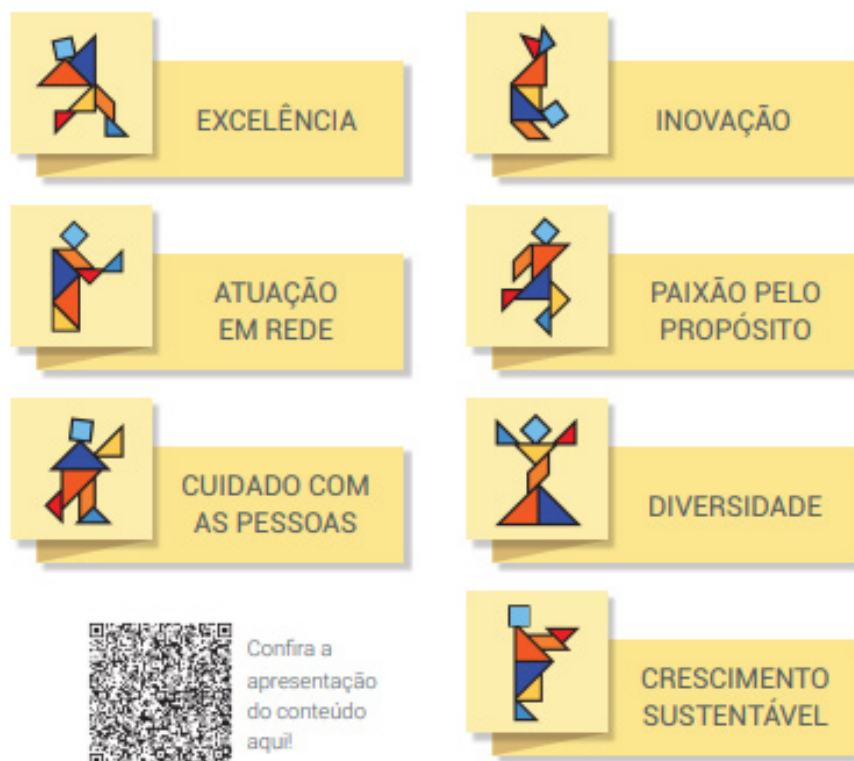 EXCELÊNCIA
INOVAÇÃO
ATUAÇÃO
EM REDE
PAIXÃO PELO
PROPÓSITO
CUIDADO COM
AS PESSOAS
DIVERSIDADE
Confira a
apresentação
do conteúdo
aqui!
CRESCIMENTO
SUSTENTÁVEL